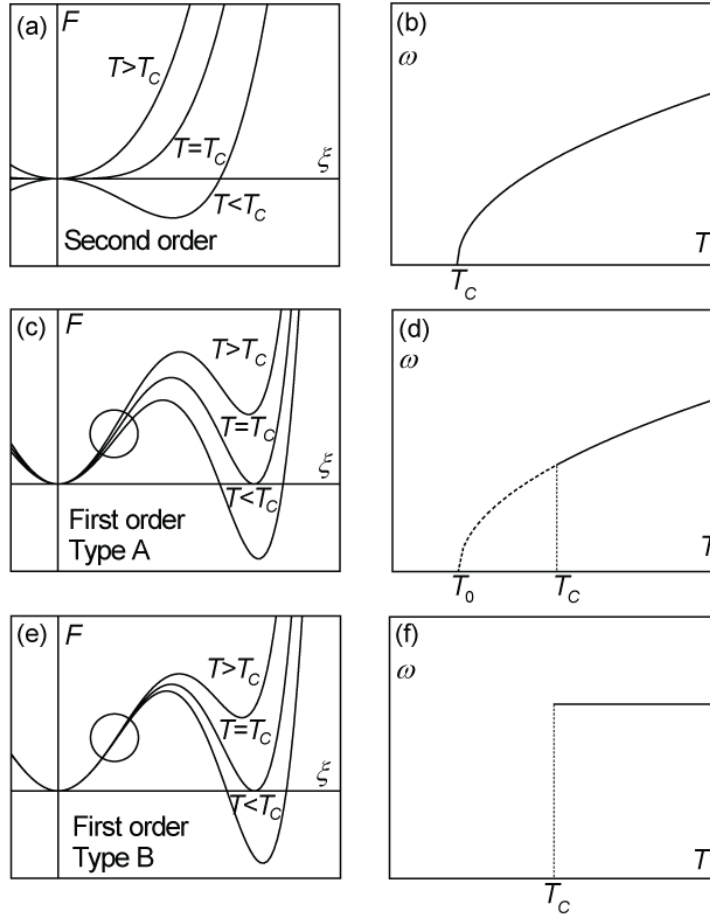 (a)
F
T>T_C
T=T_C
ξ
T<T_C
Second order
(b)
ω
T
T_C
(c)
F
T>T_C
T=T_C
ξ
T<T_C
First order
Type A
(d)
ω
T
T_0
T_C
(e)
F
T>T_C
T=T_C
ξ
T<T_C
First order
Type B
(f)
ω
T
T_C